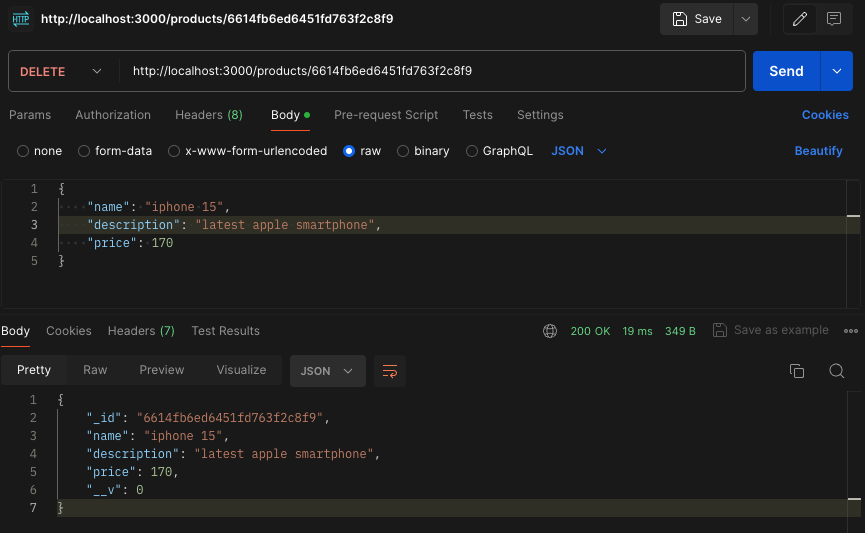 HTTP http://localhost:3000/products/6614fb6ed6451fd763f2c8f9 Save
DELETE http://localhost:3000/products/6614fb6ed6451fd763f2c8f9 Send
Params Authorization Headers (8) Body Pre-request Script Tests Settings Cookies
none form-data x-www-form-urlencoded raw binary GraphQL JSON Beautify
1 {
2 "name": "iphone 15",
3 "description": "latest apple smartphone",
4 "price": 170
5 }
Body Cookies Headers (7) Test Results 200 OK 19 ms 349 B Save as example
Pretty Raw Preview Visualize JSON
1 {
2 "_id": "6614fb6ed6451fd763f2c8f9",
3 "name": "iphone 15",
4 "description": "latest apple smartphone",
5 "price": 170,
6 "__v": 0
7 }